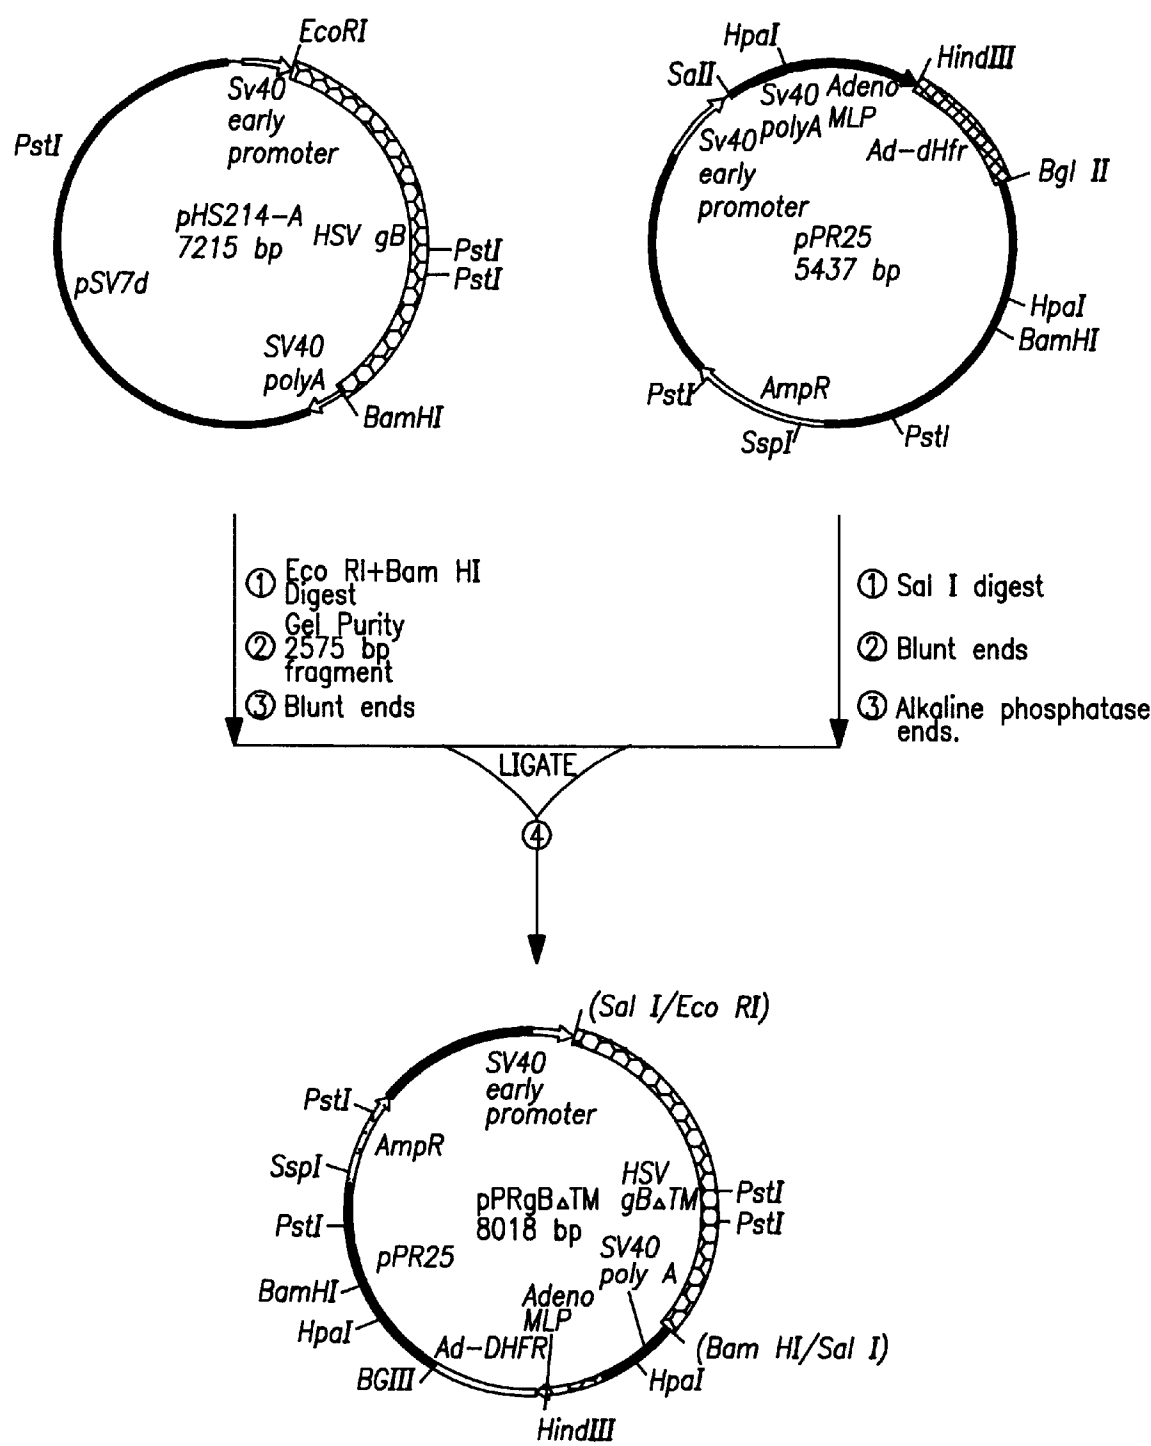 EcoRI
Sv40
early
promoter
PstI
pHS214-A
7215 bp
HSV gB
PstI
PstI
pSV7d
SV40
polyA
BamHI
HpaI
SaII
HindIII
Sv40
polyA
Adeno
MLP
Sv40
early
promoter
Ad-dHfr
Bgl II
pPR25
5437 bp
HpaI
BamHI
PstI
AmpR
SspI
PstI
① Eco RI+Bam HI
Digest
② Gel Purity
2575 bp
fragment
③ Blunt ends
① Sal I digest
② Blunt ends
③ Alkaline phosphatase
ends.
LIGATE
④
(Sal I/Eco RI)
SV40
early
promoter
PstI
AmpR
SspI
PstI
pPRgB△TM
8018 bp
HSV
gB△TM
PstI
PstI
pPR25
SV40
poly A
BamHI
HpaI
Adeno
MLP
Ad-DHFR
BGIII
(Bam HI/Sal I)
HpaI
HindIII